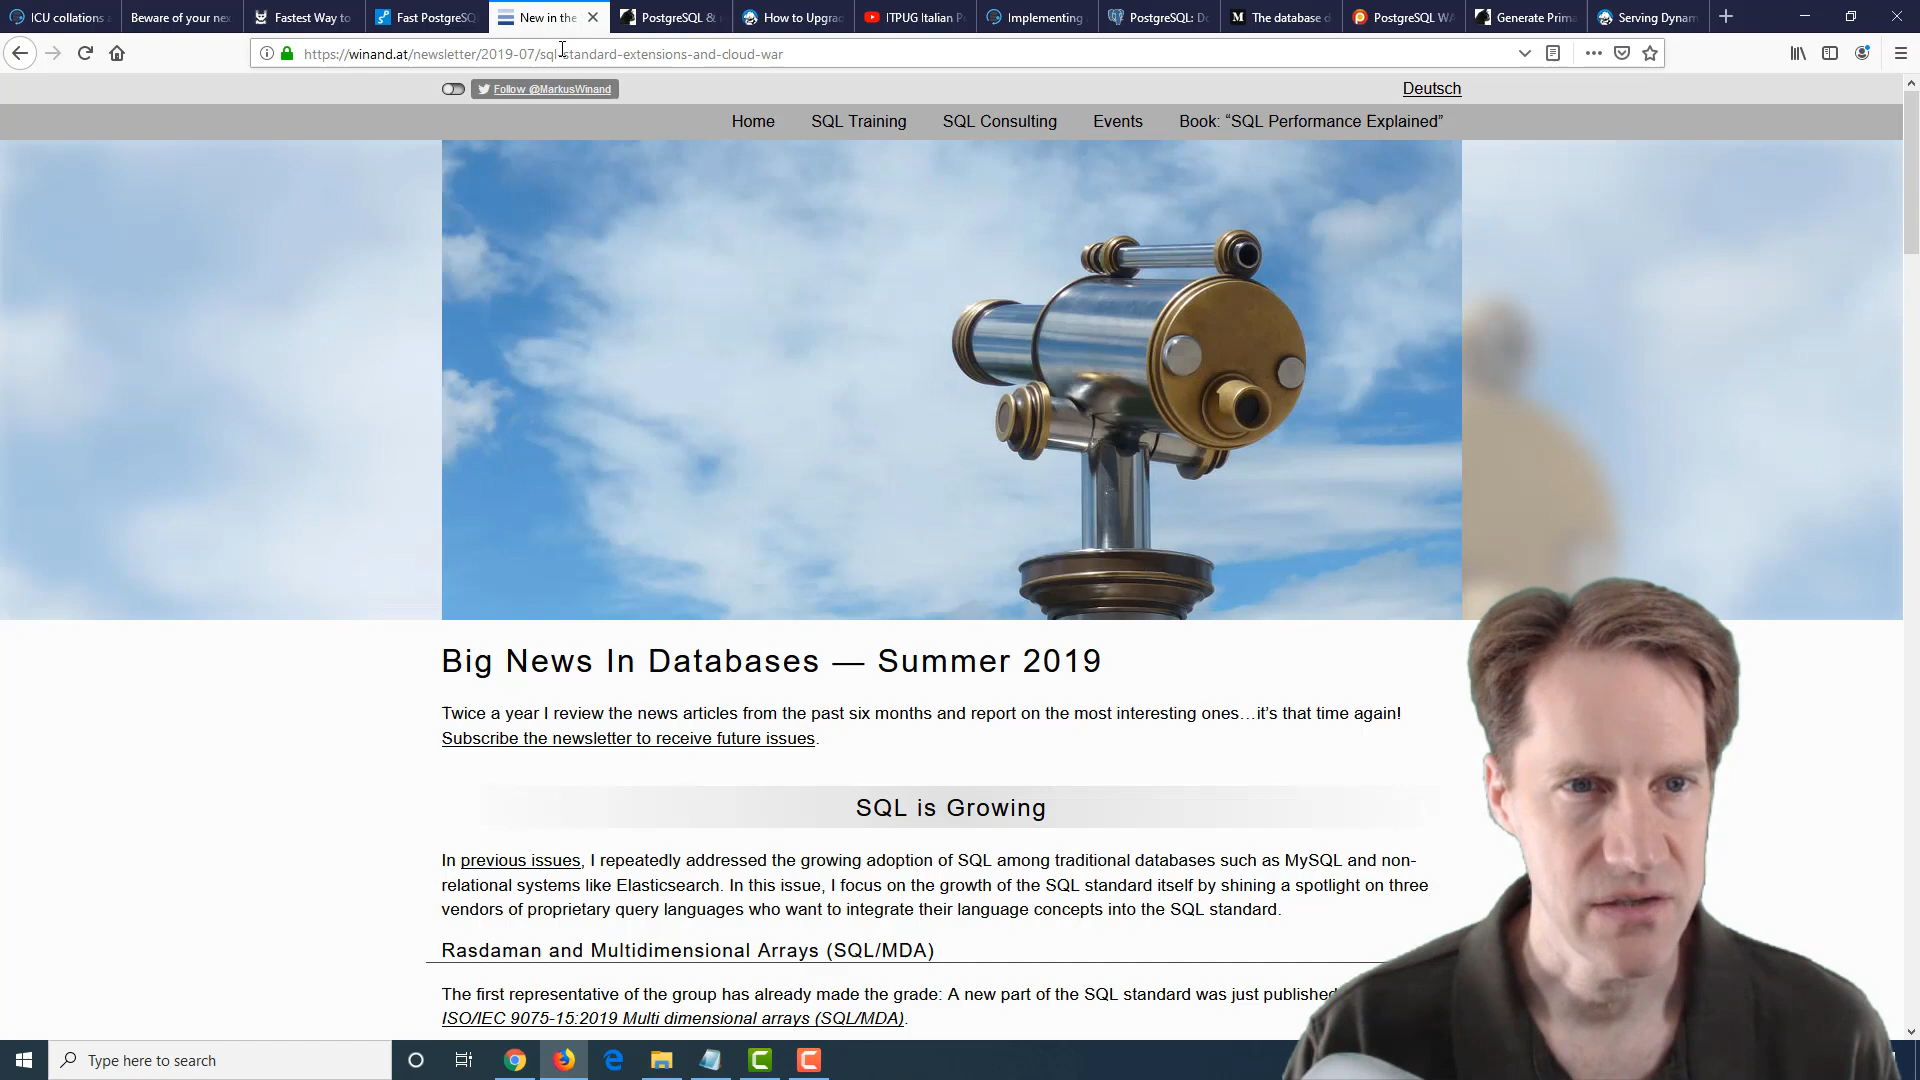 ICU collations a
Beware of your nex
Fastest Way to
Fast PostgreSQ
New in the
PostgreSQL &
How to Upgra
ITPUG Italian P
Implementing
PostgreSQL: D
The database d
PostgreSQL WA
Generate Prima
Serving Dynam
https://winand.at/newsletter/2019-07/sql-standard-extensions-and-cloud-war
Follow @MarkusWinand
Deutsch
Home
SQL Training
SQL Consulting
Events
Book: “SQL Performance Explained”
Big News In Databases — Summer 2019
Twice a year I review the news articles from the past six months and report on the most interesting ones…it’s that time again!
Subscribe the newsletter to receive future issues.
SQL is Growing
In previous issues, I repeatedly addressed the growing adoption of SQL among traditional databases such as MySQL and non-
relational systems like Elasticsearch. In this issue, I focus on the growth of the SQL standard itself by shining a spotlight on three
vendors of proprietary query languages who want to integrate their language concepts into the SQL standard.
Rasdaman and Multidimensional Arrays (SQL/MDA)
The first representative of the group has already made the grade: A new part of the SQL standard was just published
ISO/IEC 9075-15:2019 Multi dimensional arrays (SQL/MDA).
Type here to search